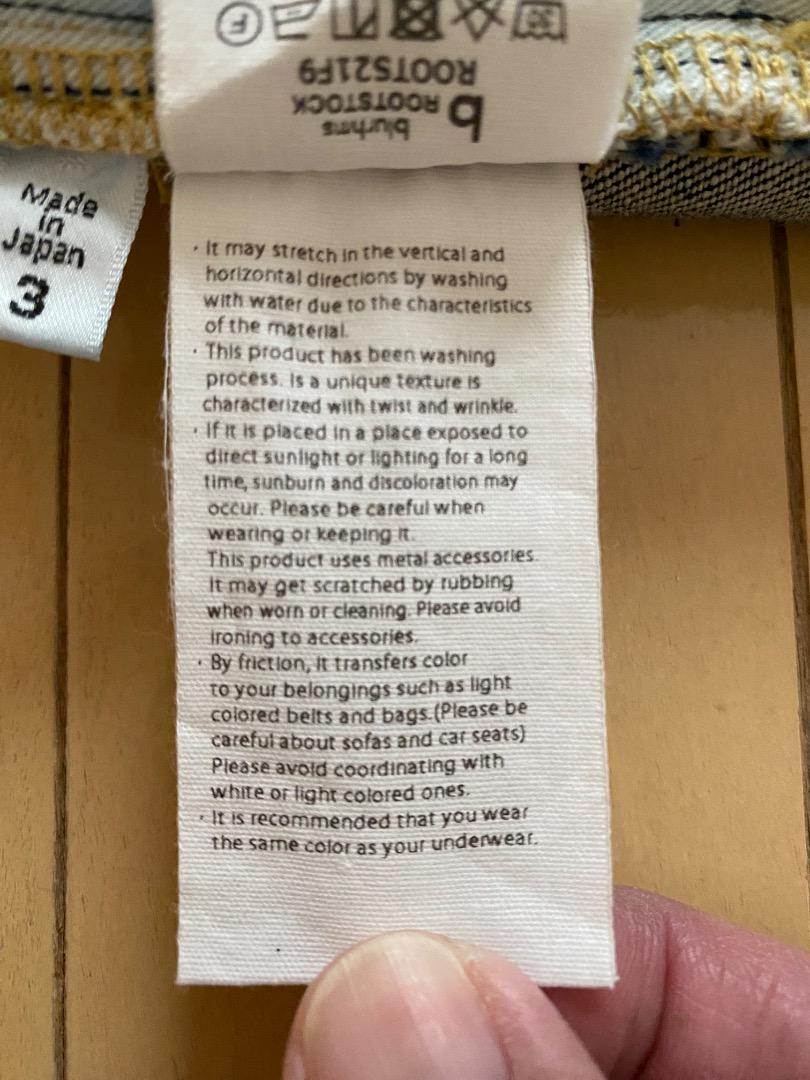 F
30
ROOTS21F9
b
ROOTSTOCK
blurhms
Made
in
Japan
3
· It may stretch in the vertical and
horizontal directions by washing
with water due to the characteristics
of the material.
· This product has been washing
process. Is a unique texture is
characterized with twist and wrinkle.
· If it is placed in a place exposed to
direct sunlight or lighting for a long
time, sunburn and discoloration may
occur. Please be careful when
wearing or keeping it.
This product uses metal accessories.
It may get scratched by rubbing
when worn or cleaning. Please avoid
ironing to accessories.
· By friction, it transfers color
to your belongings such as light
colored belts and bags.(Please be
careful about sofas and car seats)
Please avoid coordinating with
white or light colored ones.
· It is recommended that you wear
the same color as your underwear.